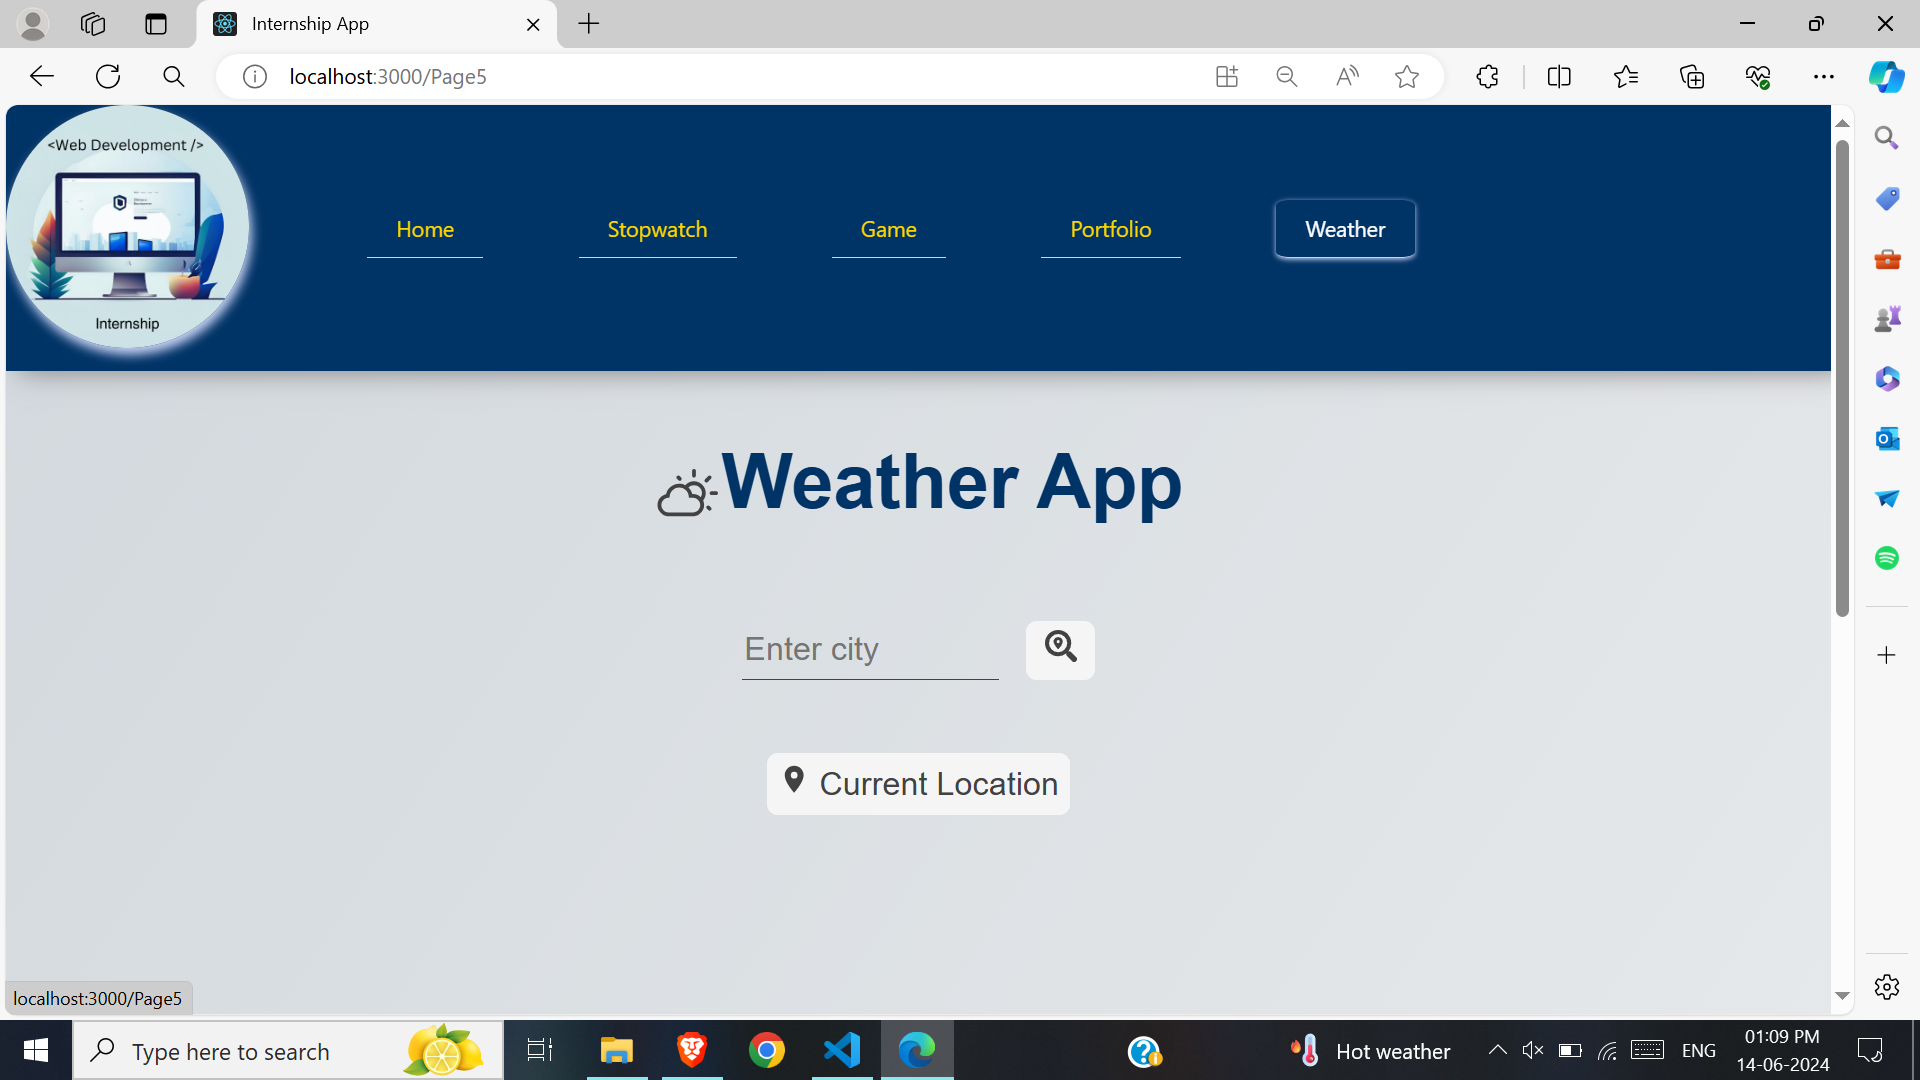 Internship App
localhost:3000/Page5
<Web Development />
Internship
Home
Stopwatch
Game
Portfolio
Weather
Weather App
Enter city
Current Location
localhost:3000/Page5
Type here to search
Hot weather
ENG
01:09 PM
14-06-2024